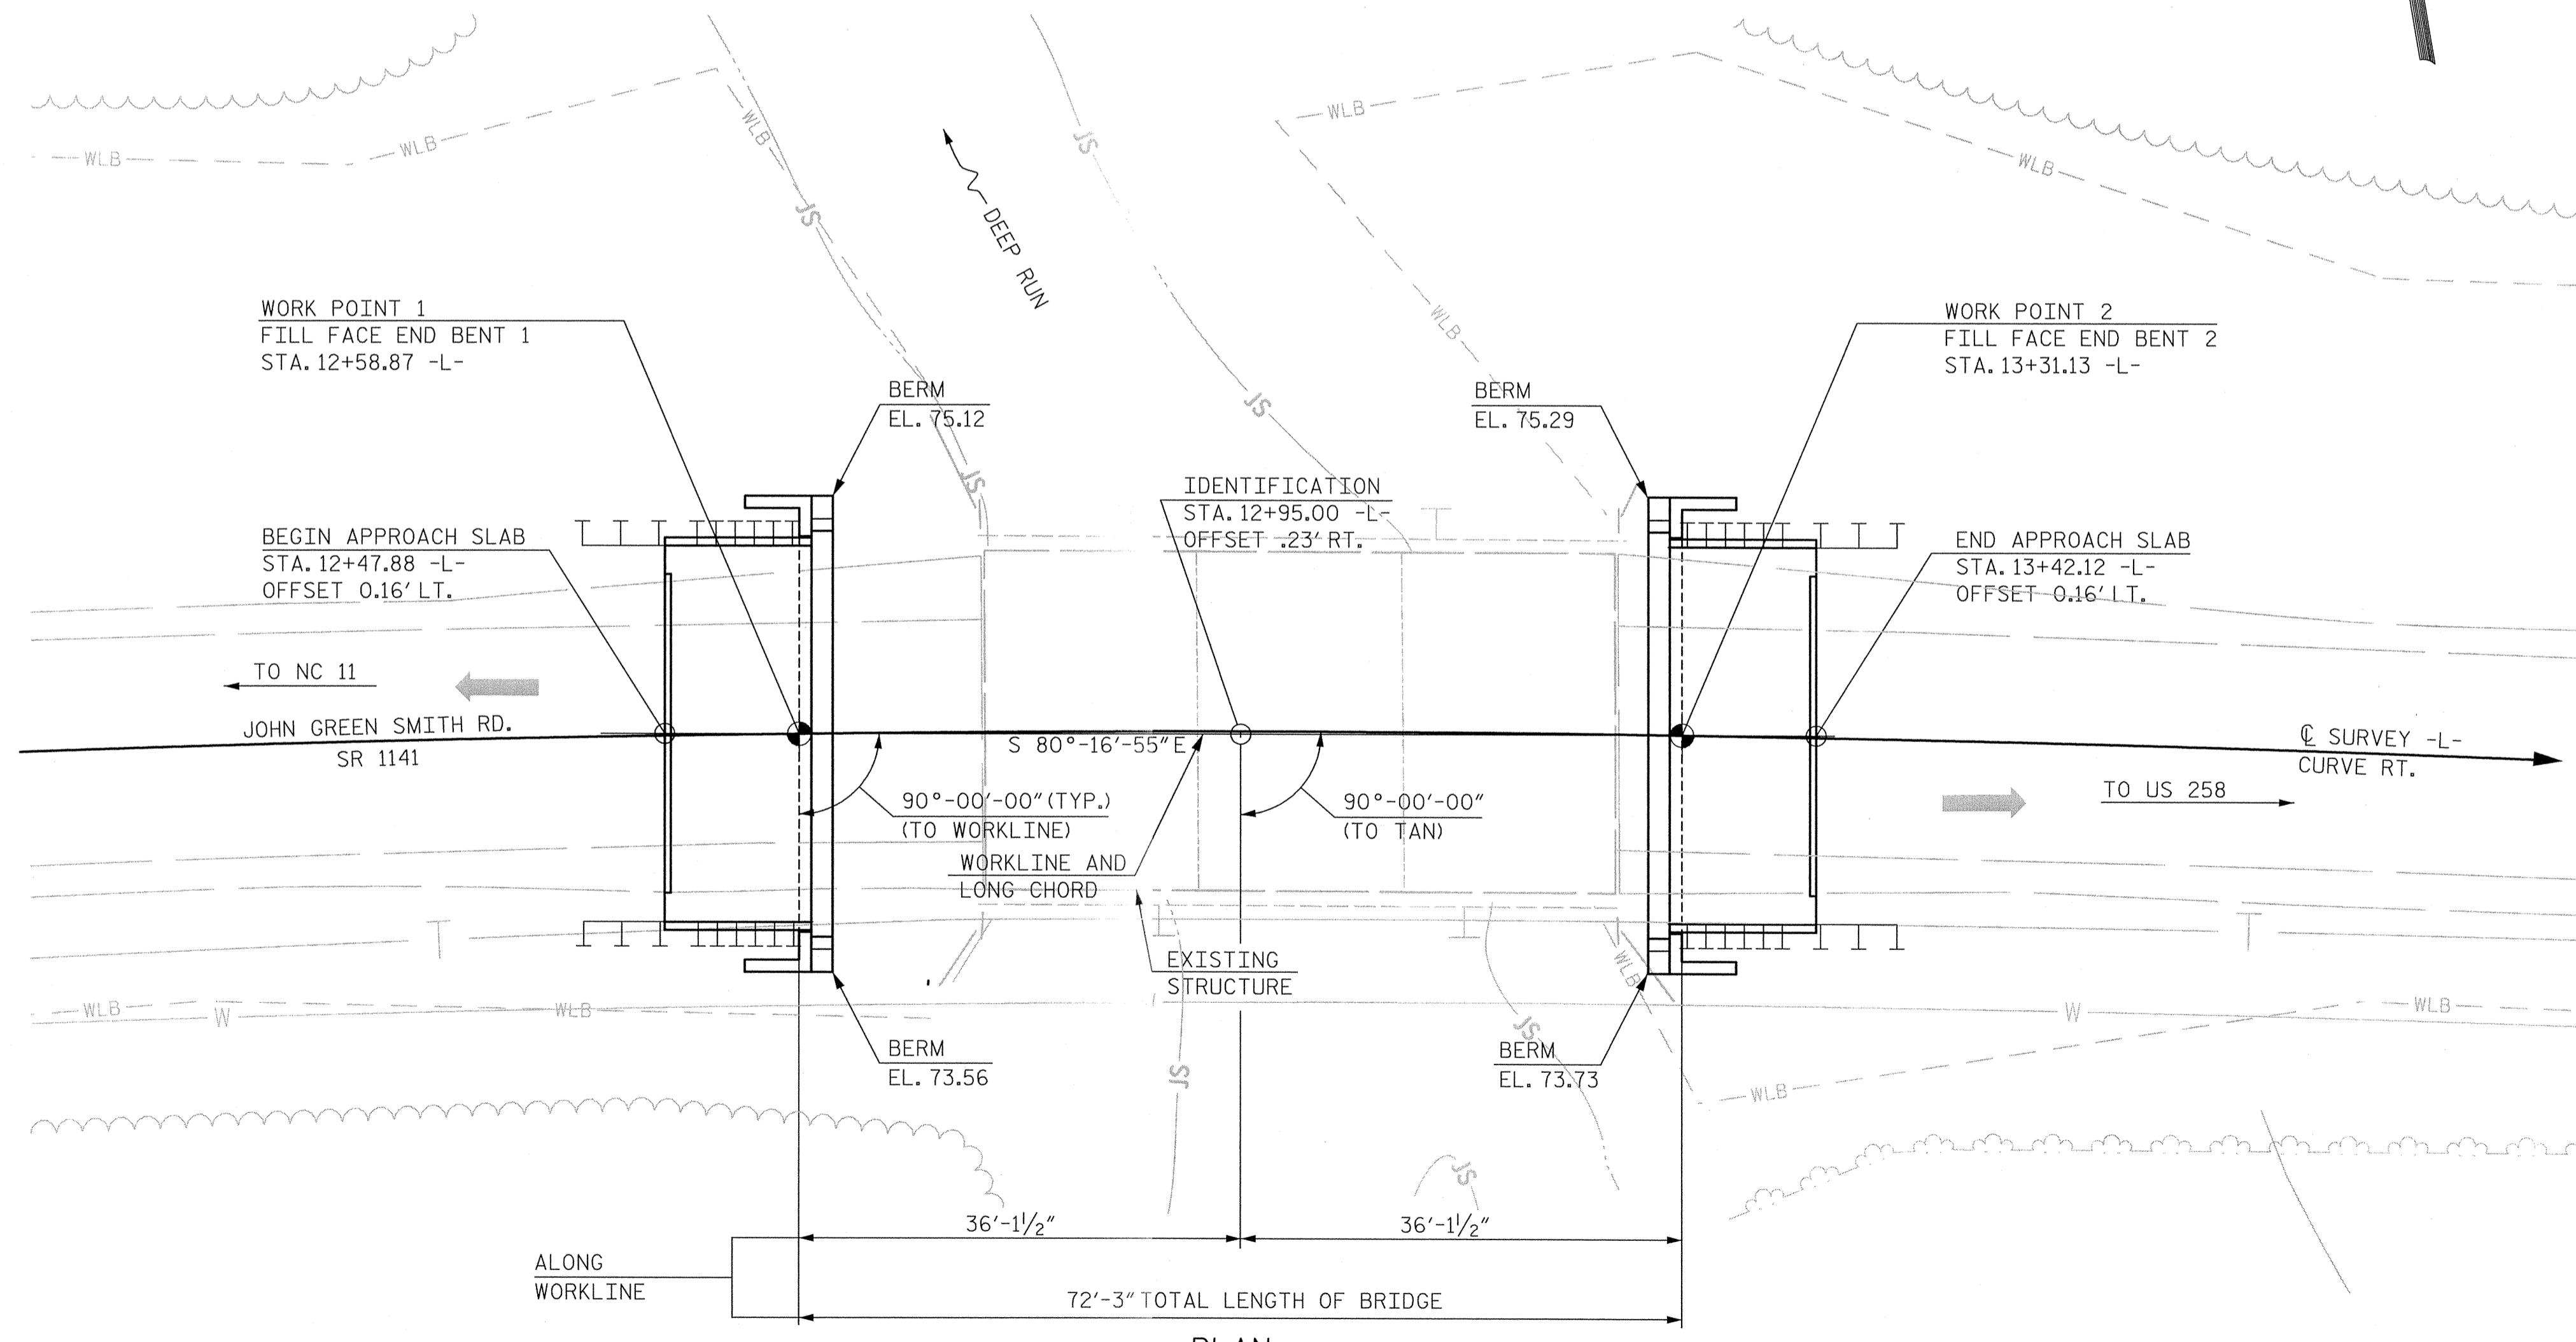 WLB
WLB
WLB
JS
WLB
WLB
JS
DEEP RUN
WLB
WORK POINT 1
FILL FACE END BENT 1
STA. 12+58.87 -L-
WORK POINT 2
FILL FACE END BENT 2
STA. 13+31.13 -L-
BERM
EL. 75.12
JS
BERM
EL. 75.29
JS
IDENTIFICATION
STA. 12+95.00 -L-
OFFSET .23' RT.
BEGIN APPROACH SLAB
STA. 12+47.88 -L-
OFFSET 0.16' LT.
END APPROACH SLAB
STA. 13+42.12 -L-
OFFSET 0.16' LT.
TO NC 11
JOHN GREEN SMITH RD.
SR 1141
S 80°-16'-55" E
℄ SURVEY -L-
CURVE RT.
TO US 258
90°-00'-00" (TYP.)
(TO WORKLINE)
90°-00'-00"
(TO TAN)
WORKLINE AND
LONG CHORD
T
T
EXISTING
STRUCTURE
WLB
WLB
W
WLB
JS
W
WLB
BERM
EL. 73.56
JS
BERM
EL. 73.73
WLB
JS
36'-1 1/2"
36'-1 1/2"
ALONG
WORKLINE
72'-3" TOTAL LENGTH OF BRIDGE
PLAN